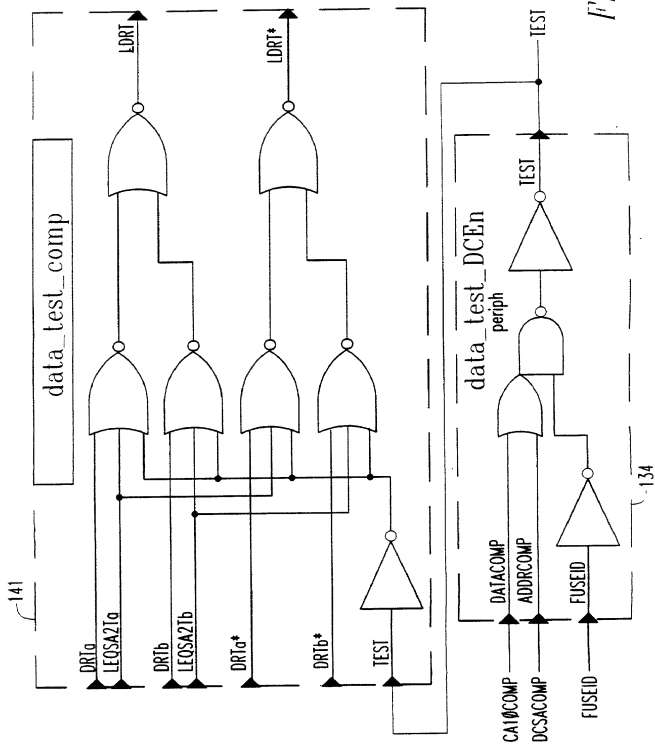 141
data_test_comp
DRTa
LEQSA2Ta
DRTb
LEQSA2Tb
DRTa*
DRTb*
TEST
LDRT
LDRT*
data_test_DCEn
periph
CA1ØCOMP
DCSACOMP
FUSEID
DATACOMP
ADDRCOMP
FUSEID
TEST
TEST
134